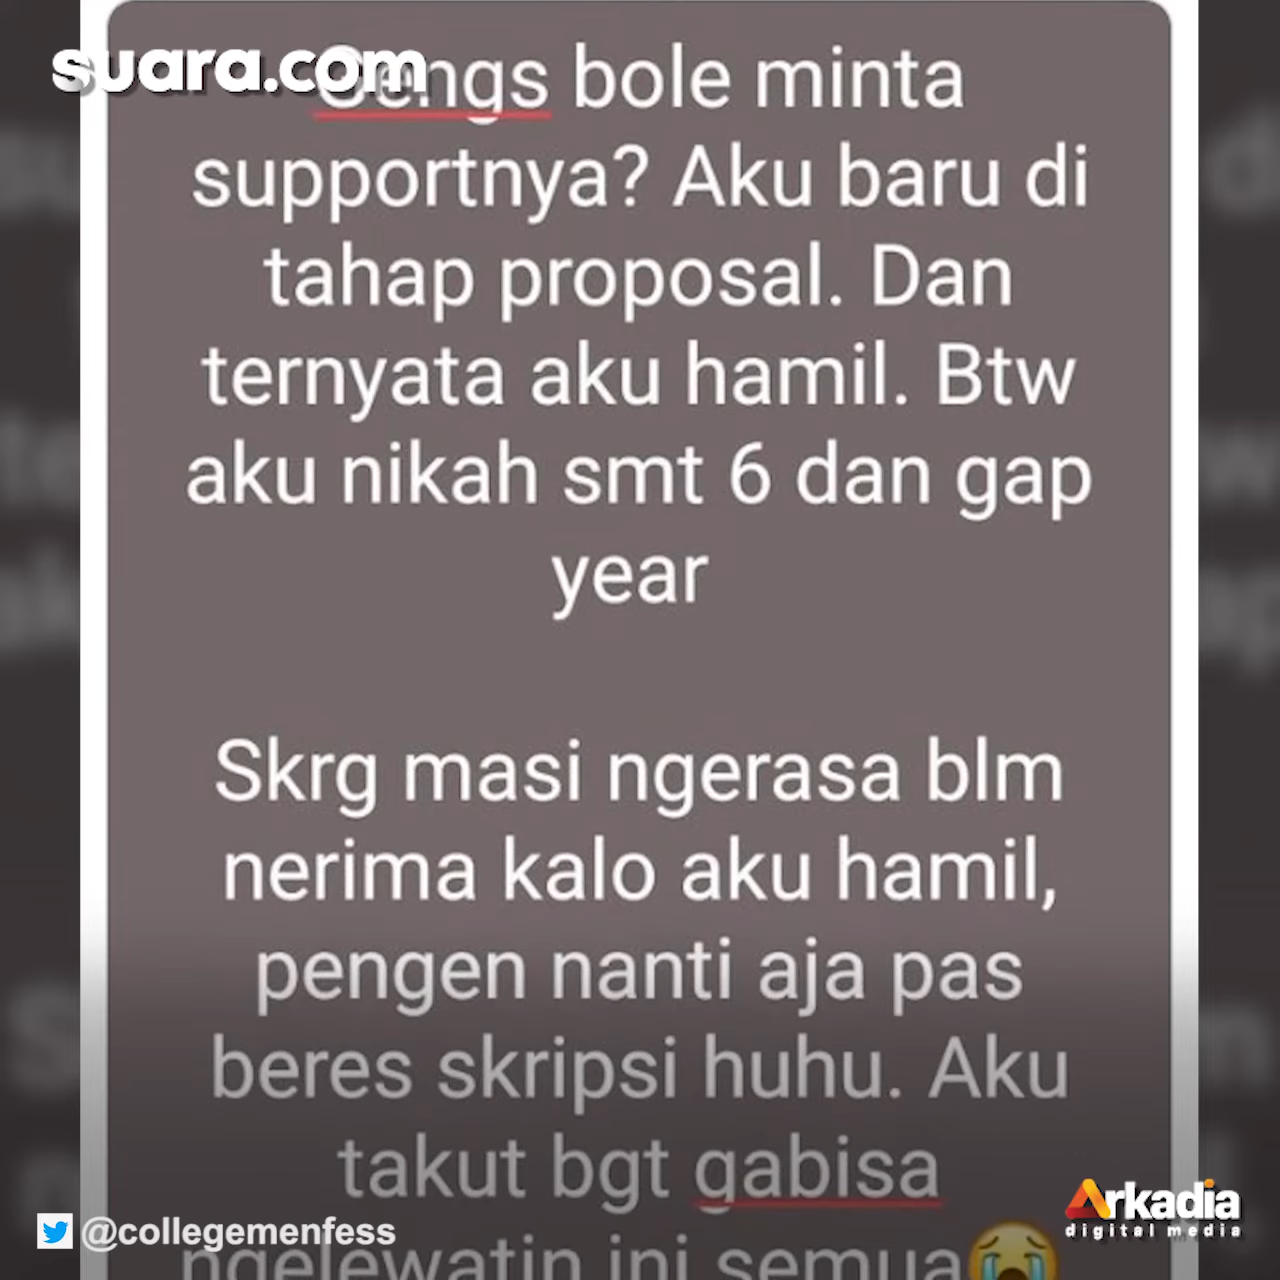 suara.com
Gengs bole minta
supportnya? Aku baru di
tahap proposal. Dan
ternyata aku hamil. Btw
aku nikah smt 6 dan gap
year
Skrg masi ngerasa blm
nerima kalo aku hamil,
pengen nanti aja pas
beres skripsi huhu. Aku
takut bgt gabisa
ngelewatin ini semua😭
@collegemenfess
Arkadia
digital media